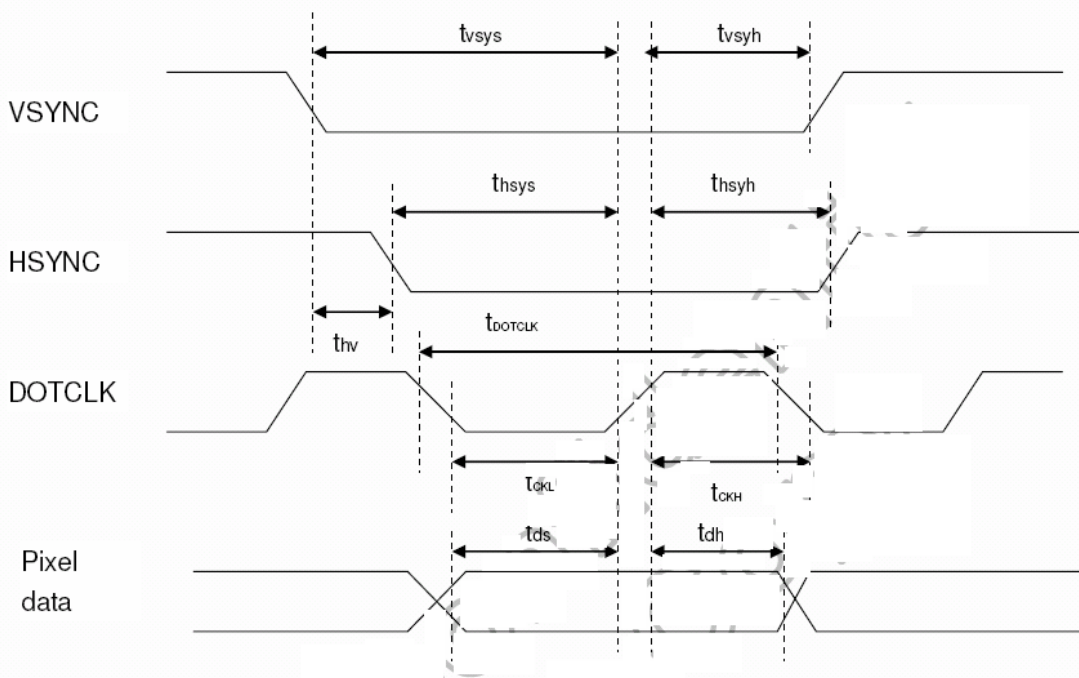 tvsys
tvsyh
VSYNC
thsys
thsyh
HSYNC
thv
tDOTCLK
DOTCLK
tCKL
tCKH
tds
tdh
Pixel
data